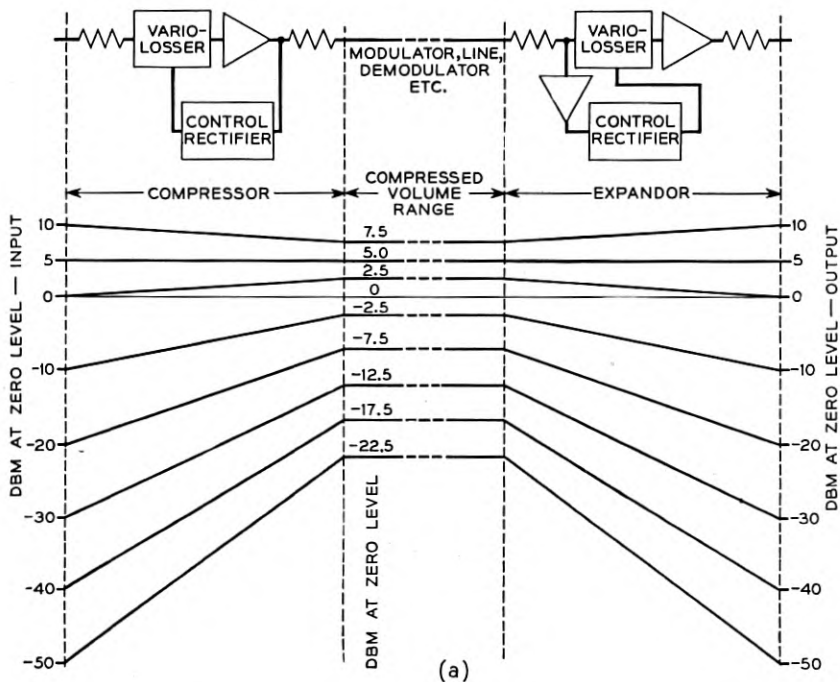 VARIO-
LOSSER
CONTROL
RECTIFIER
MODULATOR, LINE,
DEMODULATOR
ETC.
VARIO-
LOSSER
CONTROL
RECTIFIER
COMPRESSOR
COMPRESSED
VOLUME
RANGE
EXPANDOR
DBM AT ZERO LEVEL — INPUT
10
5
0
-10
-20
-30
-40
-50
7.5
5.0
2.5
0
-2.5
-7.5
-12.5
-17.5
-22.5
DBM AT ZERO LEVEL
10
5
0
-10
-20
-30
-40
-50
DBM AT ZERO LEVEL — OUTPUT
(a)